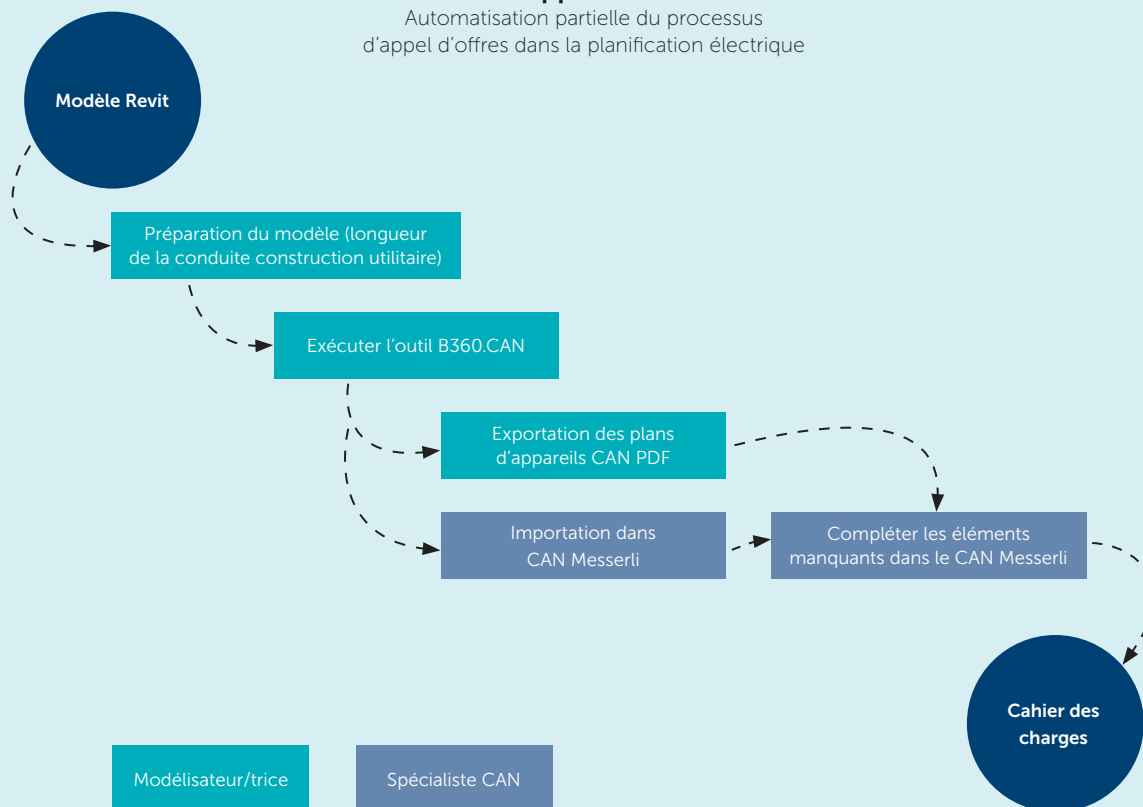 Automatisation partielle du processus
d’appel d’offres dans la planification électrique
Modèle Revit
Préparation du modèle (longueur
de la conduite construction utilitaire)
Exécuter l’outil B360.CAN
Exportation des plans
d’appareils CAN PDF
Importation dans
CAN Messerli
Compléter les éléments
manquants dans le CAN Messerli
Cahier des
charges
Modélisateur/trice
Spécialiste CAN